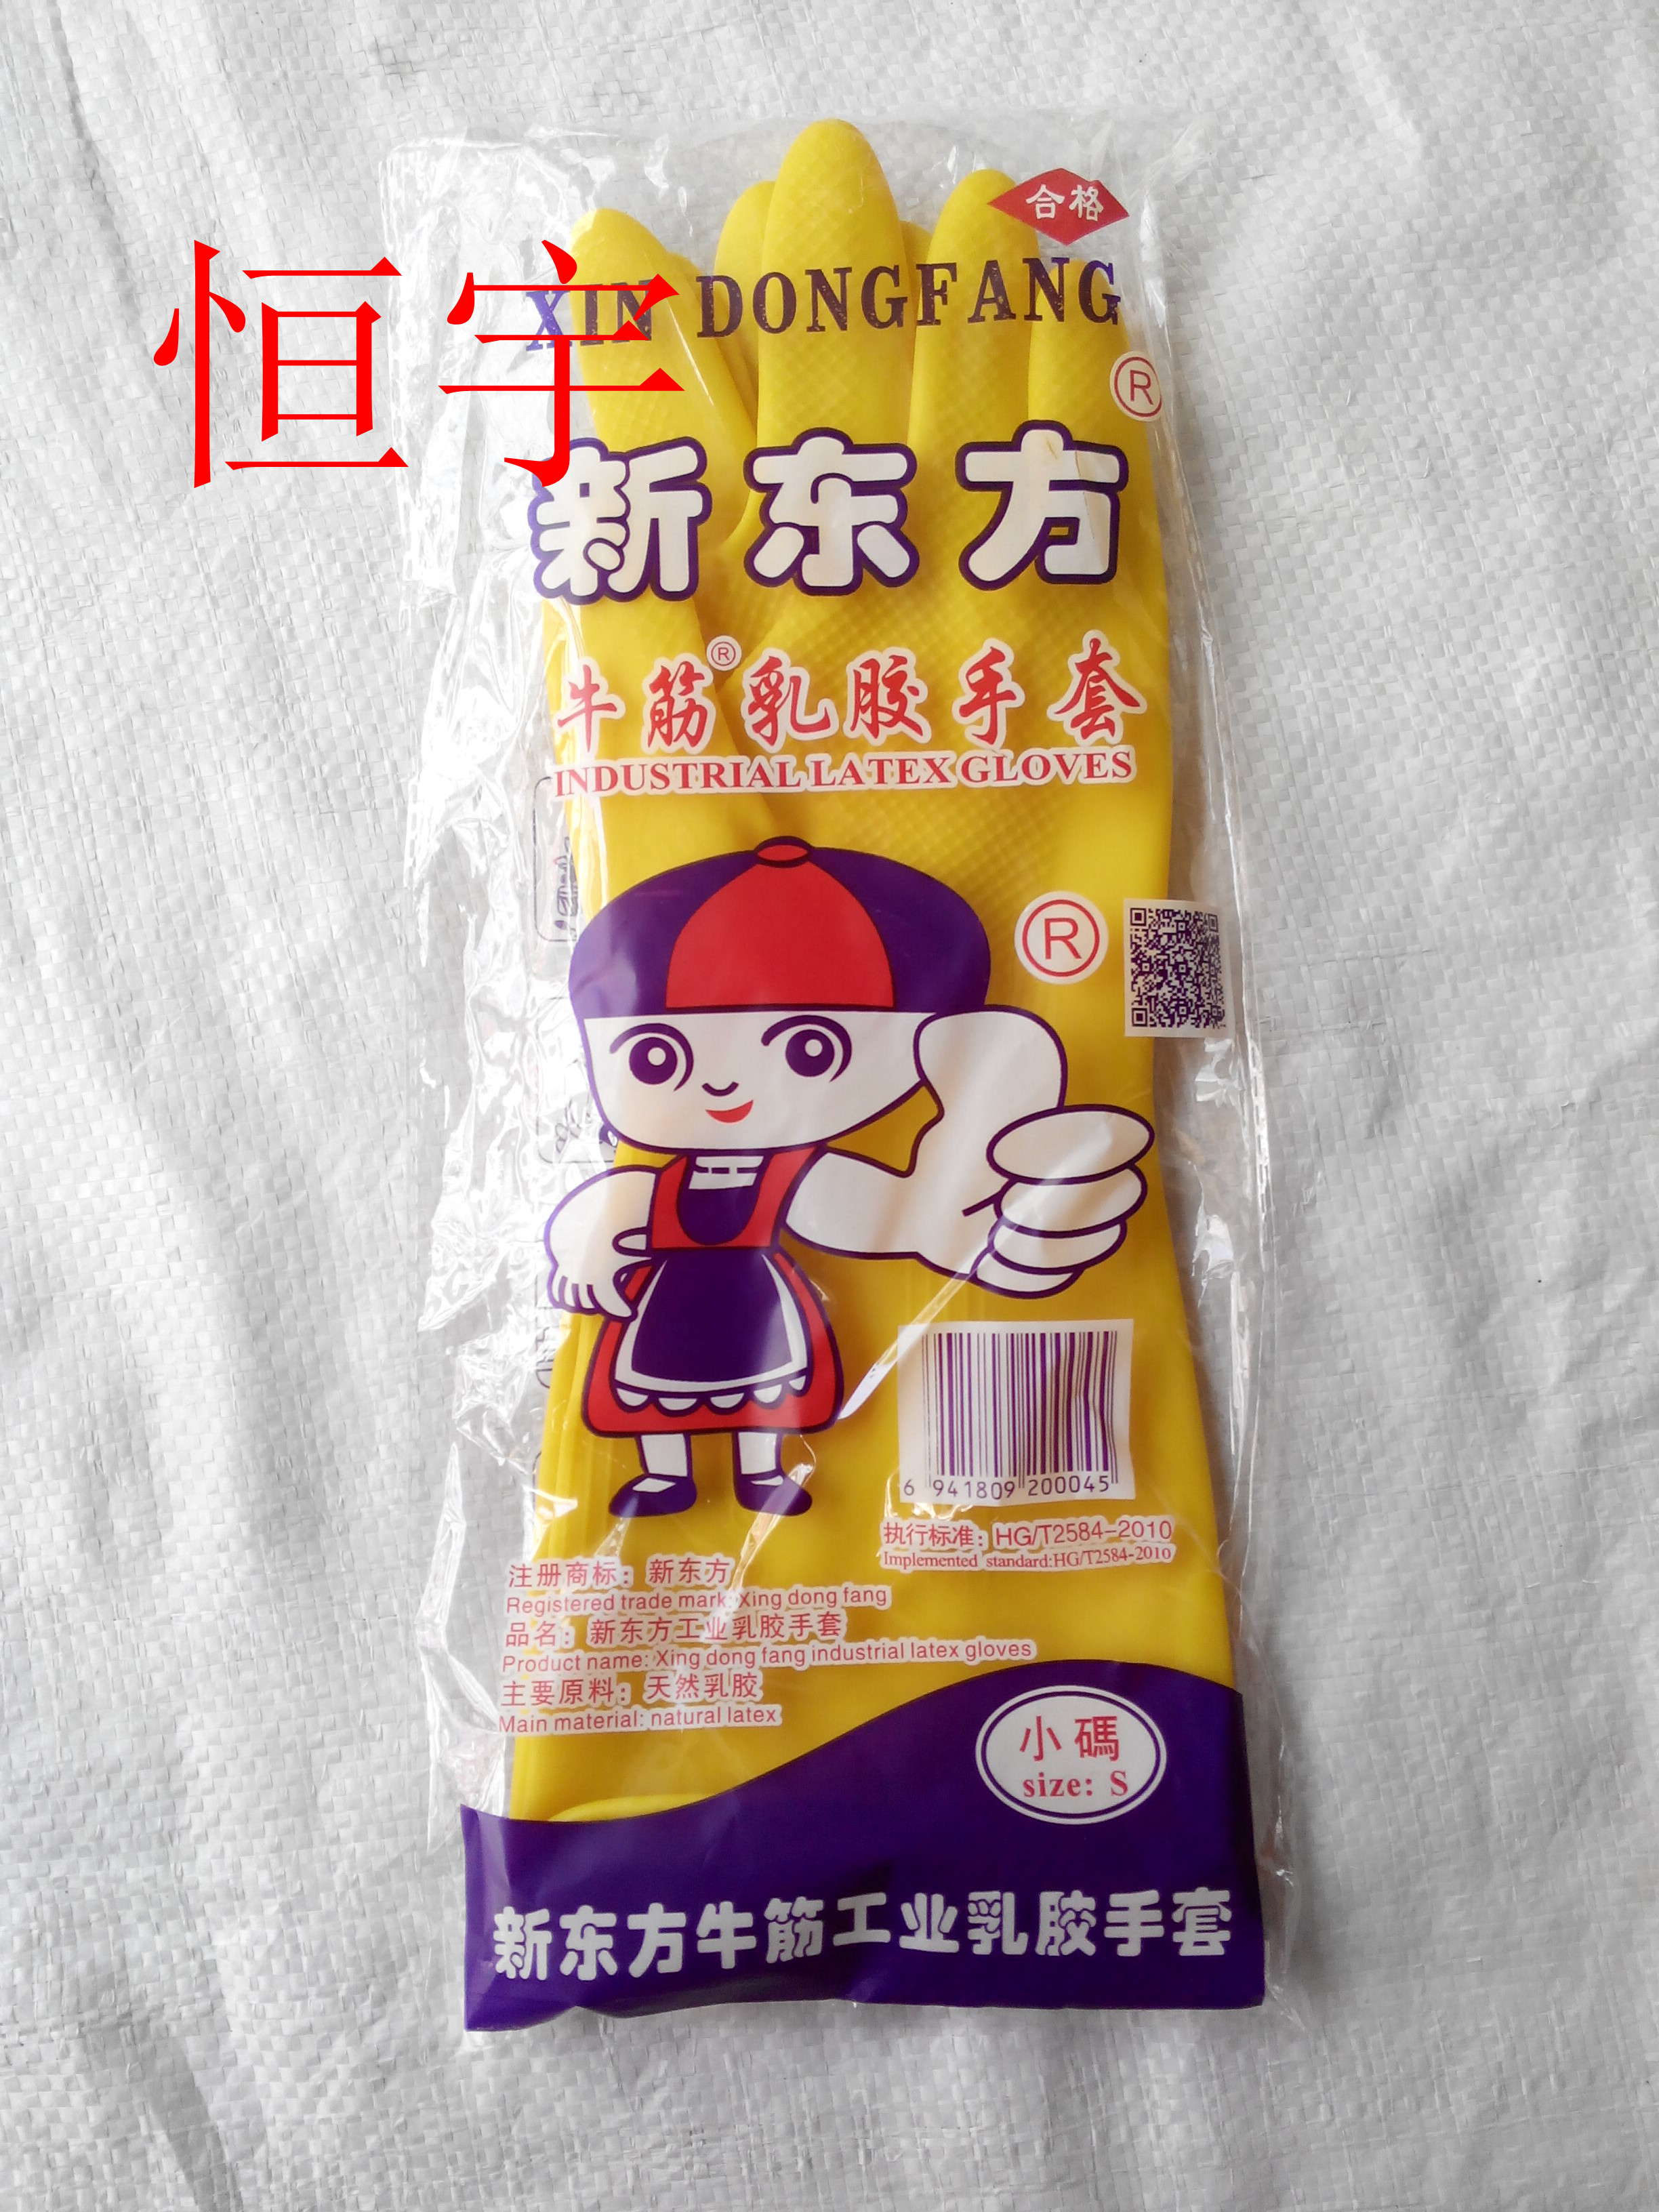 合格
XIN DONGFANG
恒宇
®
新东方
牛筋®乳胶手套
INDUSTRIAL LATEX GLOVES
®
6 941809 200045
执行标准：HG/T2584-2010
Implemented standard:HG/T2584-2010
注册商标：新东方
Registered trade mark: Xing dong fang
品名：新东方工业乳胶手套
Product name: Xing dong fang industrial latex gloves
主要原料：天然乳胶
Main material: natural latex
小碼
size: S
新东方牛筋工业乳胶手套